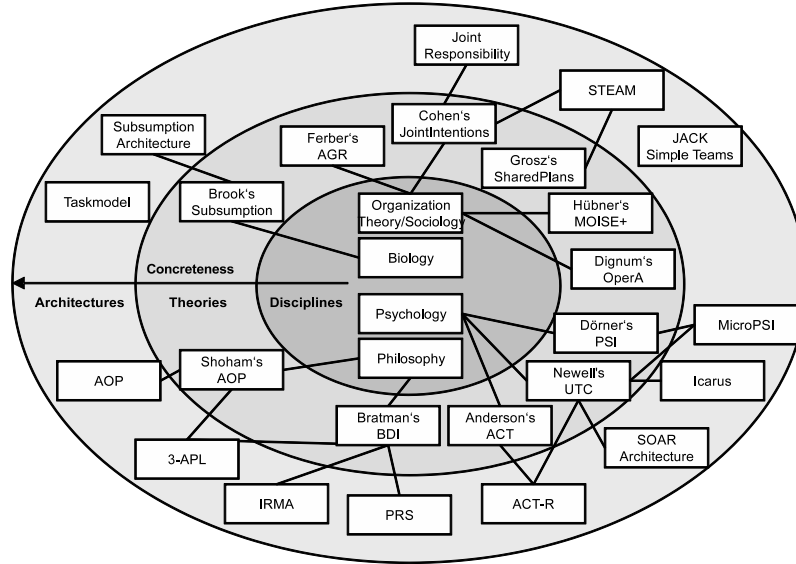 Joint
Responsibility
STEAM
Cohen‘s
JointIntentions
Subsumption
Architecture
Ferber‘s
AGR
JACK
Simple Teams
Grosz‘s
SharedPlans
Taskmodel
Brook‘s
Subsumption
Organization
Theory/Sociology
Hübner‘s
MOISE+
Biology
Dignum‘s
OperA
Concreteness
Architectures
Theories
Disciplines
Psychology
Dörner‘s
PSI
MicroPSI
Philosophy
Shoham‘s
AOP
AOP
Newell‘s
UTC
Icarus
Bratman‘s
BDI
Anderson‘s
ACT
SOAR
Architecture
3-APL
IRMA
PRS
ACT-R